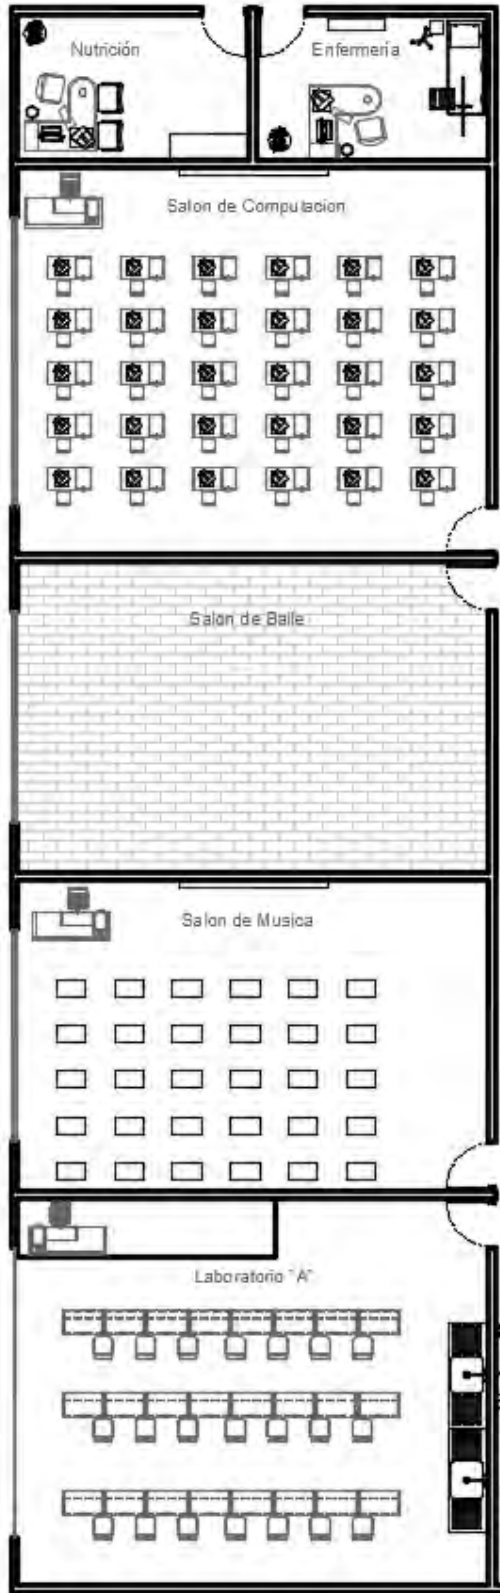 Nutrición
Enfermería
Salon de Computacion
Salon de Baile
Salon de Musica
Laboratorio "A"